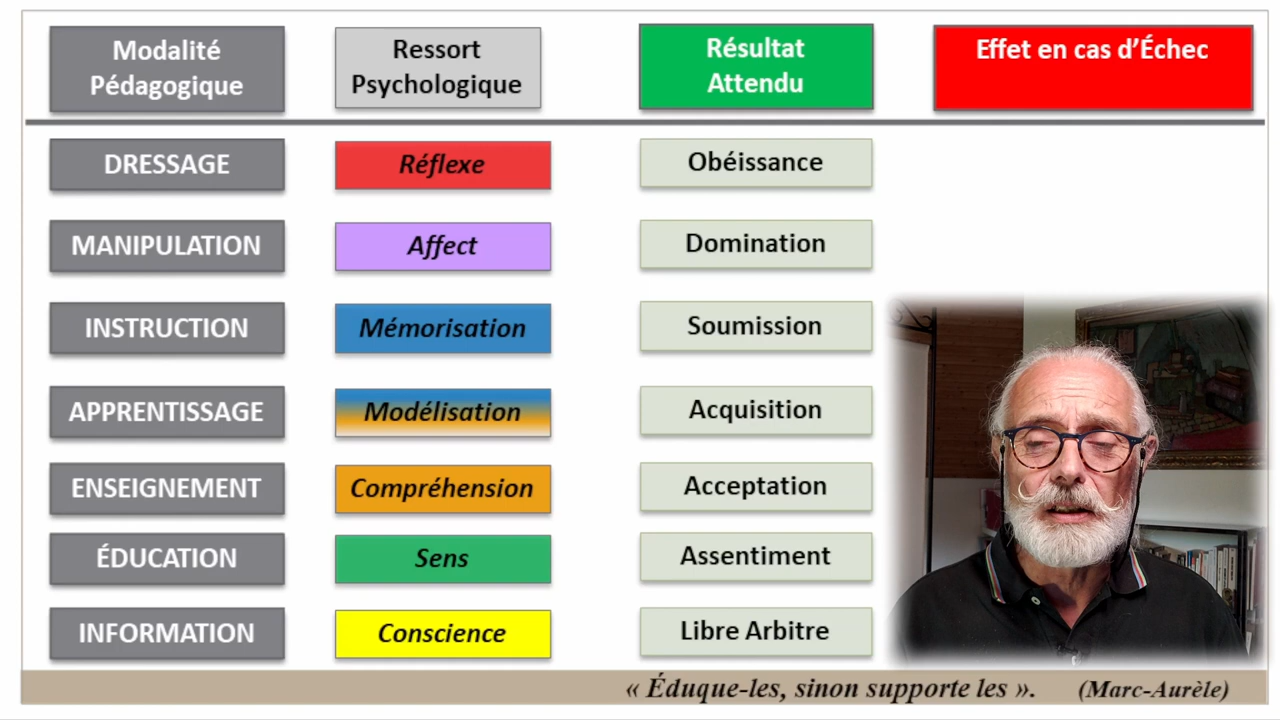 Modalité
Pédagogique
Ressort
Psychologique
Résultat
Attendu
Effet en cas d'Échec
DRESSAGE
Réflexe
Obéissance
MANIPULATION
Affect
Domination
INSTRUCTION
Mémorisation
Soumission
APPRENTISSAGE
Modélisation
Acquisition
ENSEIGNEMENT
Compréhension
Acceptation
ÉDUCATION
Sens
Assentiment
INFORMATION
Conscience
Libre Arbitre
« Éduque-les, sinon supporte les ». (Marc-Aurèle)